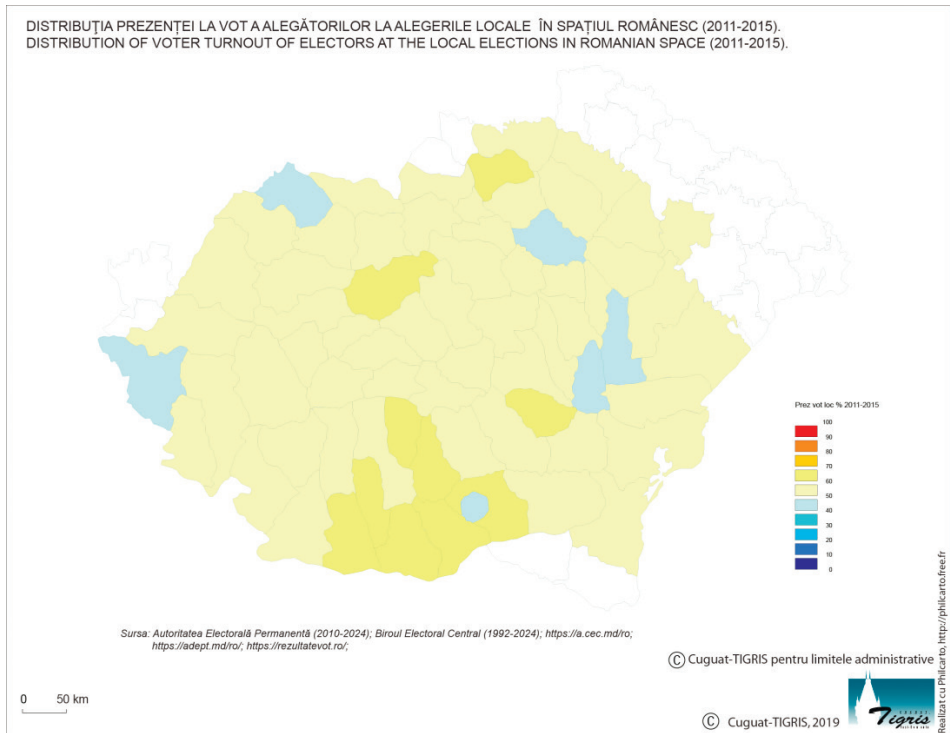 DISTRIBUȚIA PREZENȚEI LA VOT A ALEGĂTORILOR LA ALEGERILE LOCALE ÎN SPAȚIUL ROMÂNESC (2011-2015).
DISTRIBUTION OF VOTER TURNOUT OF ELECTORS AT THE LOCAL ELECTIONS IN ROMANIAN SPACE (2011-2015).
Prez vot loc % 2011-2015
100
90
80
70
60
50
40
30
20
10
0
Sursa: Autoritatea Electorală Permanentă (2010-2024); Biroul Electoral Central (1992-2024); https://a.cec.md/ro;
https://adept.md/ro/; https://rezultatevot.ro/;
© Cuguat-TIGRIS pentru limitele administrative
0 50 km
© Cuguat-TIGRIS, 2019
Tigris
Realizat cu Philcarto, http://philcarto.free.fr